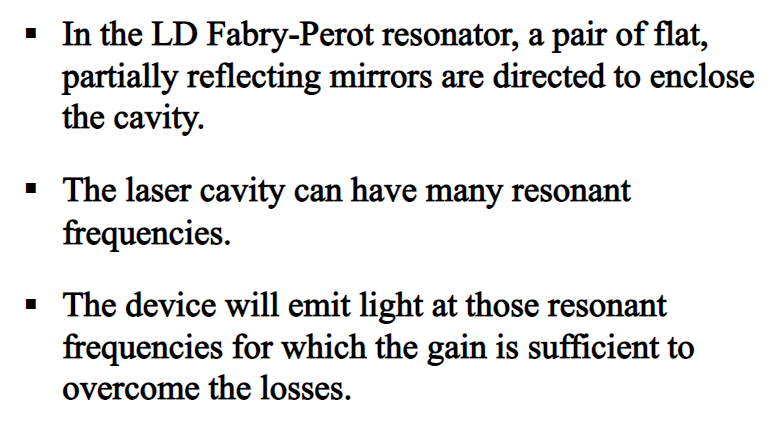 ▪ In the LD Fabry-Perot resonator, a pair of flat,
partially reflecting mirrors are directed to enclose
the cavity.
▪ The laser cavity can have many resonant
frequencies.
▪ The device will emit light at those resonant
frequencies for which the gain is sufficient to
overcome the losses.